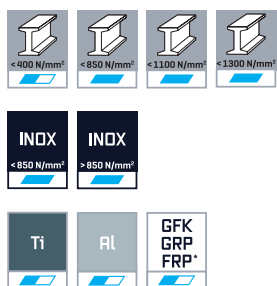 <400 N/mm² <850 N/mm² <1100 N/mm² <1300 N/mm²
INOX INOX
<850 N/mm² >850 N/mm²
Ti Al GFK
GRP
FRP*